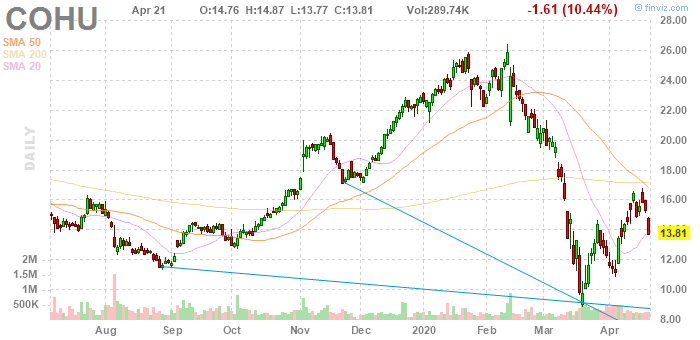 COHU Apr 21 O:14.76 H:14.87 L:13.77 C:13.81 Vol:289.74K -1.61 (10.44%) © finviz.com
SMA 50
SMA 200
SMA 20
DAILY
28.00
26.00
24.00
22.00
20.00
18.00
16.00
13.81
12.00
10.00
8.00
2M
1.5M
1M
500K
Aug Sep Oct Nov Dec 2020 Feb Mar Apr